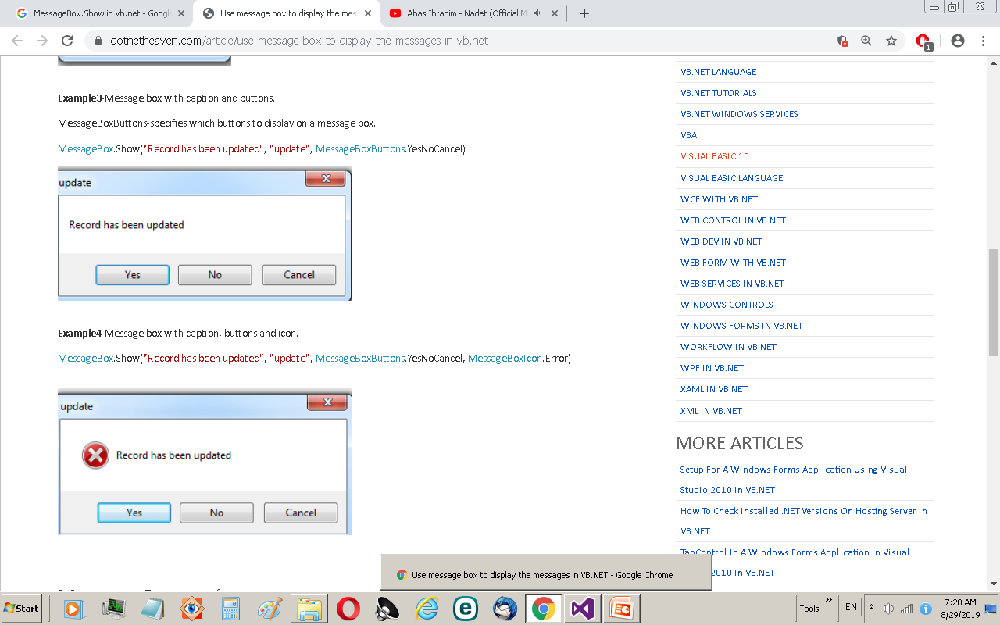 MessageBox.Show in vb.net - Googl
Use message box to display the mes
Abas Ibrahim - Nadet (Official M
dotnetheaven.com/article/use-message-box-to-display-the-messages-in-vb.net
1
Example3-Message box with caption and buttons.
MessageBoxButtons-specifies which buttons to display on a message box.
MessageBox.Show("Record has been updated", "update", MessageBoxButtons.YesNoCancel)
update
Record has been updated
Yes No Cancel
Example4-Message box with caption, buttons and icon.
MessageBox.Show("Record has been updated", "update", MessageBoxButtons.YesNoCancel, MessageBoxIcon.Error)
update
Record has been updated
Yes No Cancel
VB.NET LANGUAGE
VB.NET TUTORIALS
VB.NET WINDOWS SERVICES
VBA
VISUAL BASIC 10
VISUAL BASIC LANGUAGE
WCF WITH VB.NET
WEB CONTROL IN VB.NET
WEB DEV IN VB.NET
WEB FORM WITH VB.NET
WEB SERVICES IN VB.NET
WINDOWS CONTROLS
WINDOWS FORMS IN VB.NET
WORKFLOW IN VB.NET
WPF IN VB.NET
XAML IN VB.NET
XML IN VB.NET
MORE ARTICLES
Setup For A Windows Forms Application Using Visual
Studio 2010 In VB.NET
How To Check Installed .NET Versions On Hosting Server In
VB.NET
TabControl In A Windows Forms Application In Visual
2010 In VB.NET
Use message box to display the messages in VB.NET - Google Chrome
Start
Tools
EN
7:28 AM
8/29/2019